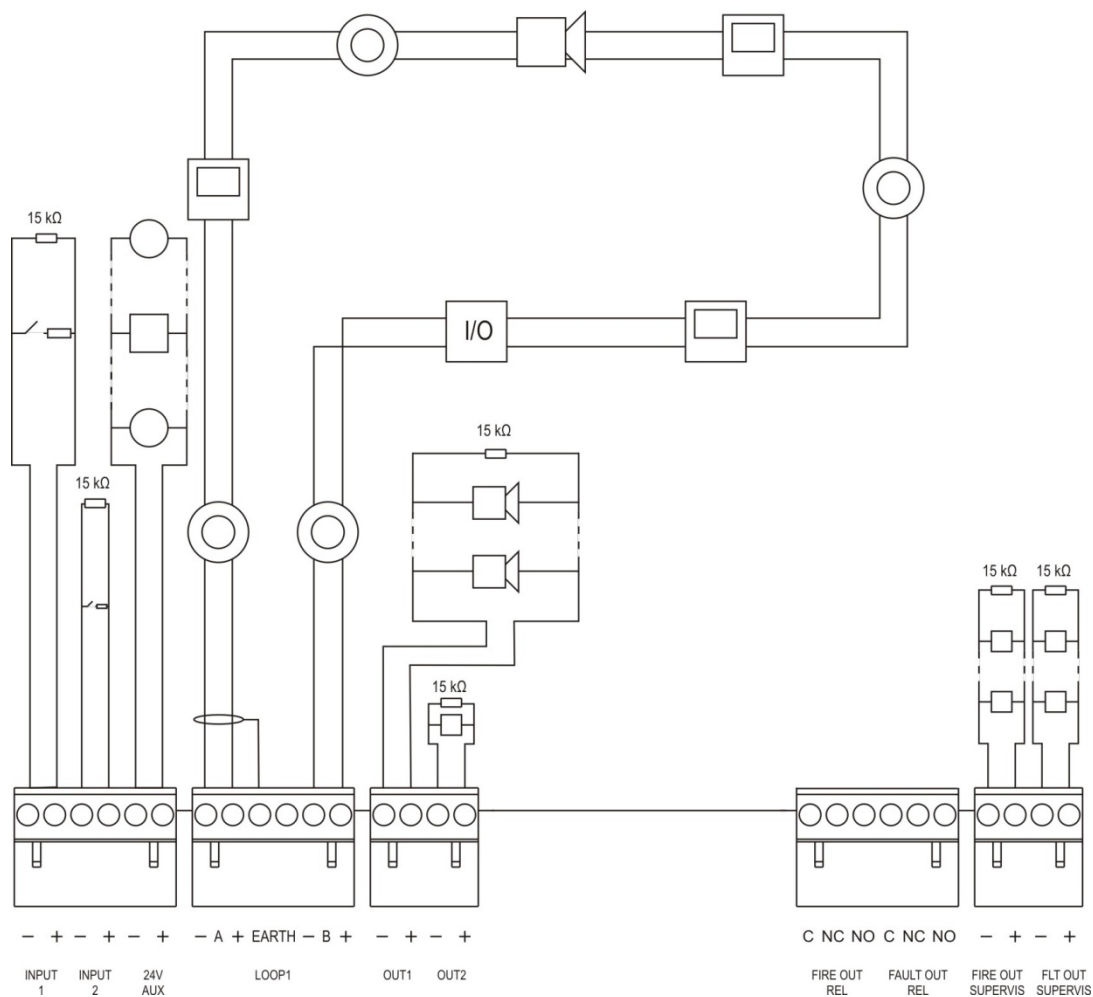 15 kΩ
15 kΩ
I/O
15 kΩ
15 kΩ
15 kΩ 15 kΩ
− + − + − + − A + EARTH − B + − + − + C NC NO C NC NO − + − +
INPUT 1
INPUT 2
24V AUX
LOOP1
OUT1
OUT2
FIRE OUT REL
FAULT OUT REL
FIRE OUT SUPERVIS
FLT OUT SUPERVIS